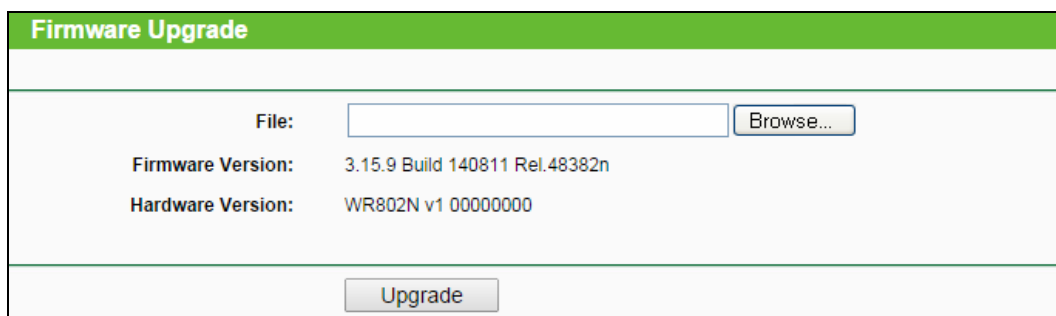 Firmware Upgrade
File: Browse...
Firmware Version: 3.15.9 Build 140811 Rel.48382n
Hardware Version: WR802N v1 00000000
Upgrade